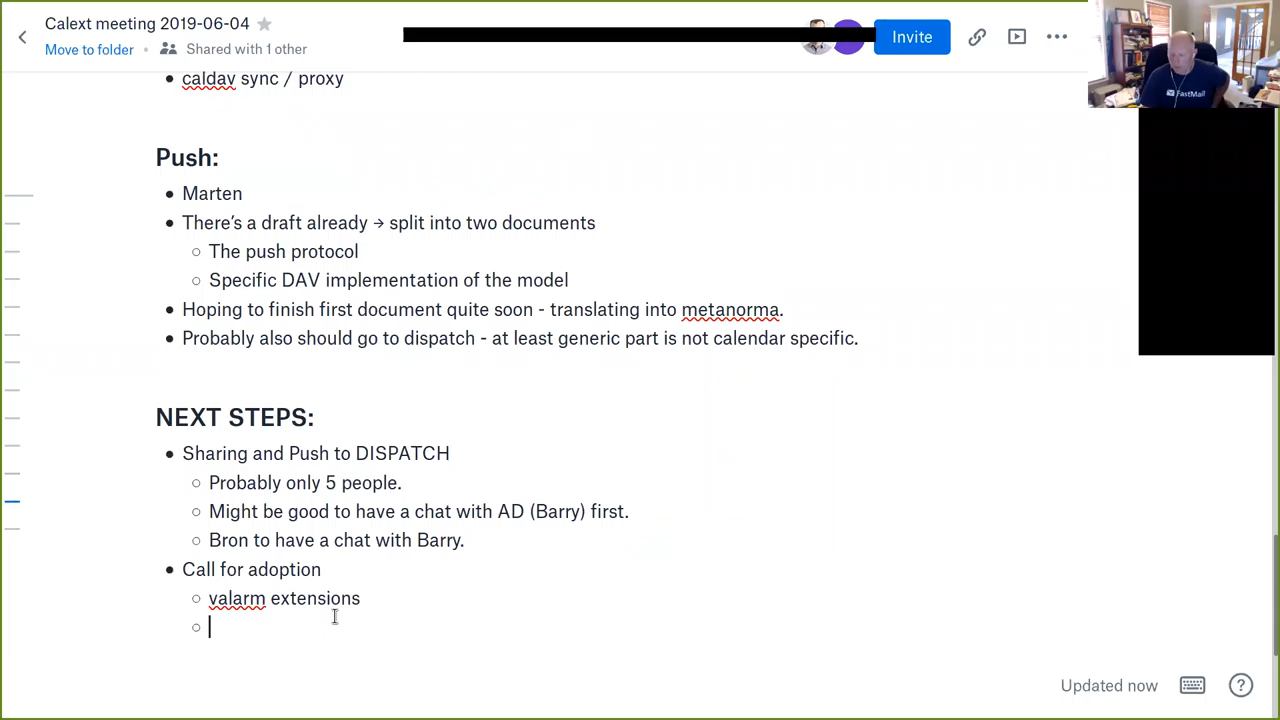 Calext meeting 2019-06-04
Move to folder • Shared with 1 other
Invite
FastMail
• caldav sync / proxy
Push:
• Marten
• There's a draft already → split into two documents
○ The push protocol
○ Specific DAV implementation of the model
• Hoping to finish first document quite soon - translating into metanorma.
• Probably also should go to dispatch - at least generic part is not calendar specific.
NEXT STEPS:
• Sharing and Push to DISPATCH
○ Probably only 5 people.
○ Might be good to have a chat with AD (Barry) first.
○ Bron to have a chat with Barry.
• Call for adoption
○ valarm extensions
○
Updated now